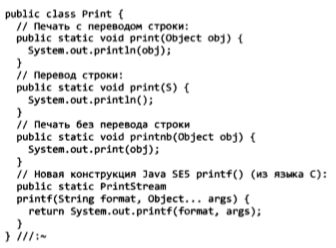 public class Print {
// Печать с переводом строки:
public static void print(Object obj) {
System.out.println(obj);
}
// Перевод строки:
public static void print(S) {
System.out.println();
}
// Печать без перевода строки
public static void printnb(Object obj) {
System.out.print(obj);
}
// Новая конструкция Java SE5 printf() (из языка C):
public static PrintStream
printf(String format, Object... args) {
return System.out.printf(format, args);
}
} ///:~